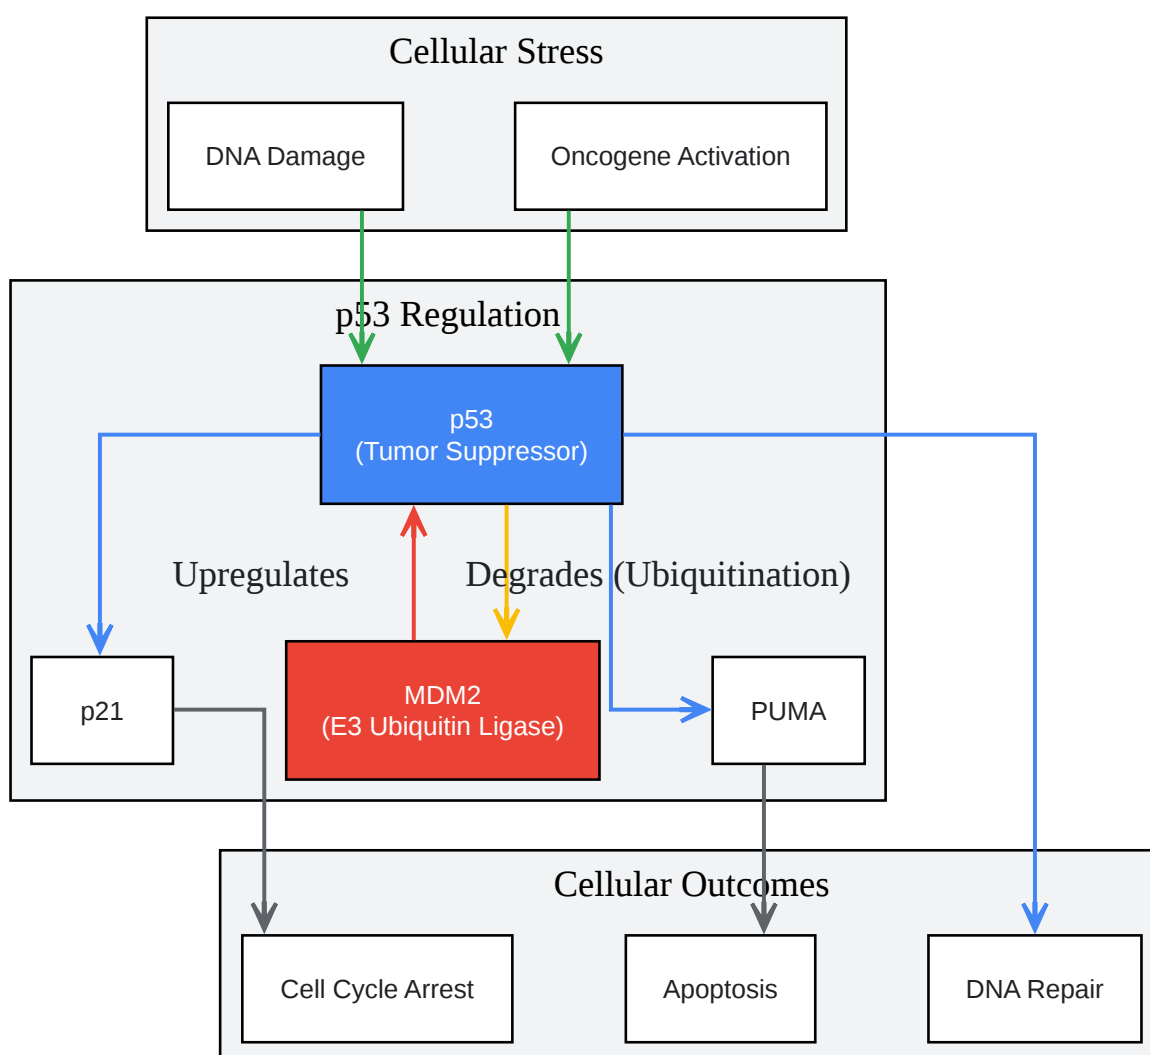 Cellular Stress
DNA Damage
Oncogene Activation
p53 Regulation
p53
(Tumor Suppressor)
Upregulates
Degrades (Ubiquitination)
p21
MDM2
(E3 Ubiquitin Ligase)
PUMA
Cellular Outcomes
Cell Cycle Arrest
Apoptosis
DNA Repair